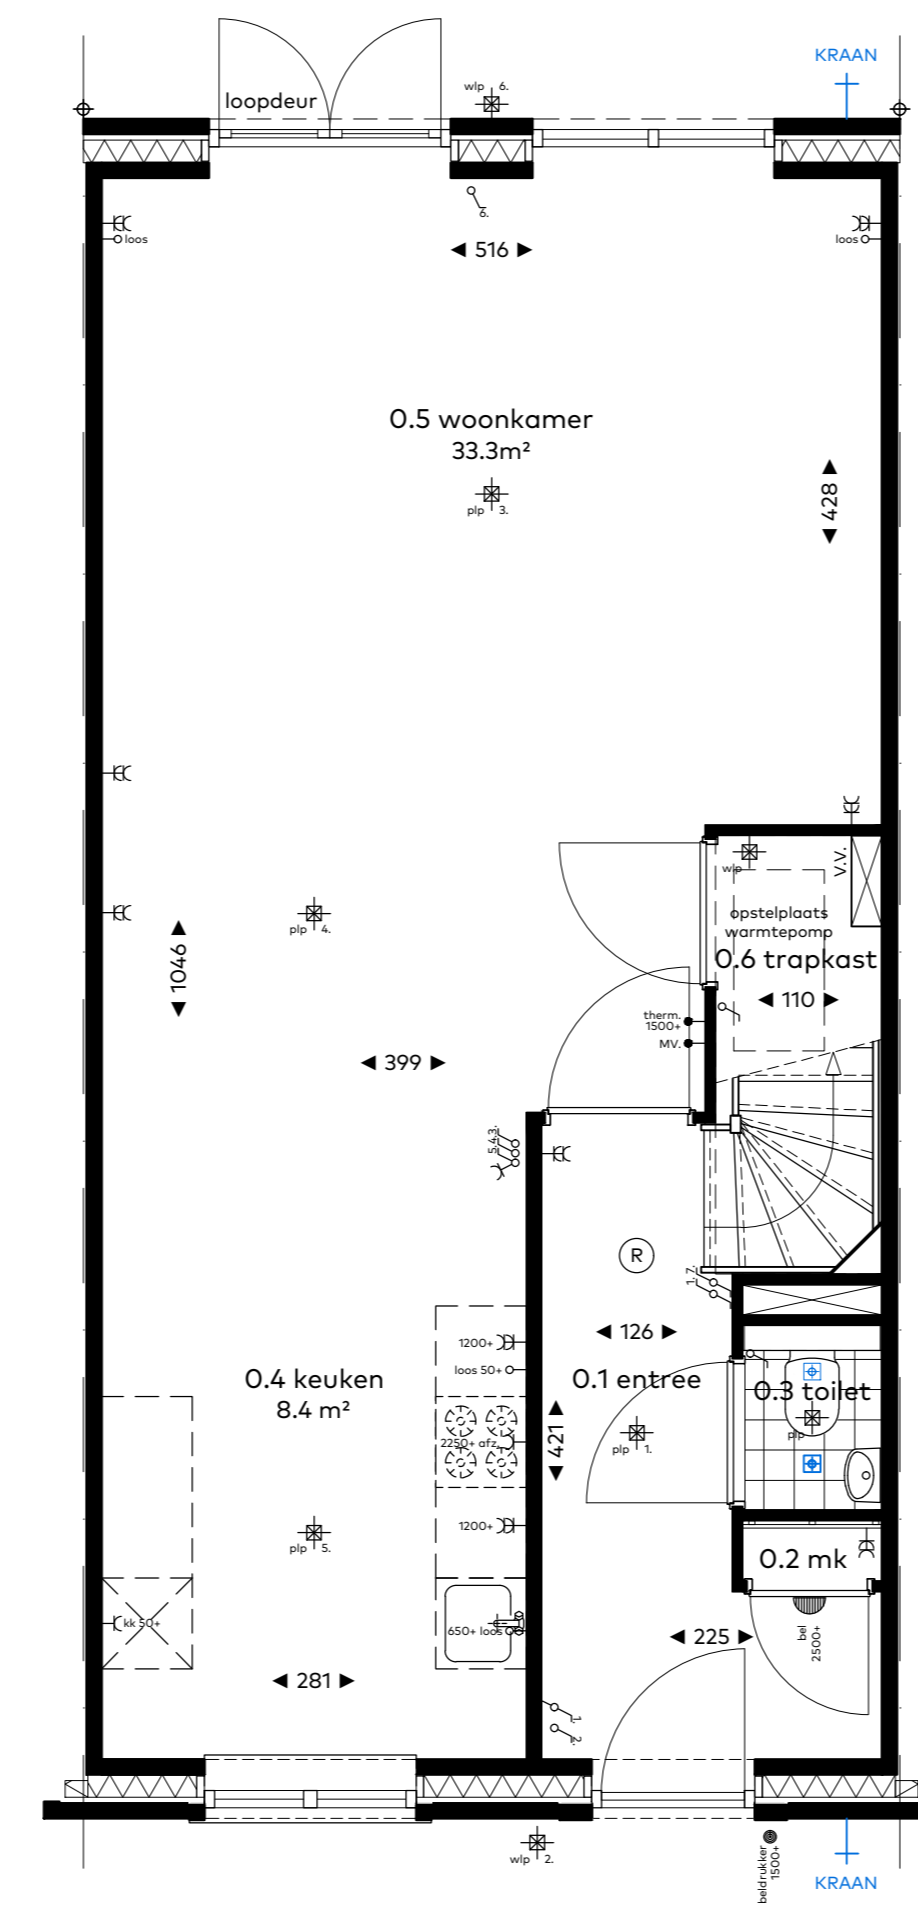 KRAAN
loopdeur
wlp 6.
6.
loos
loos
516
0.5 woonkamer
33.3m²
plp 3.
428
V.V.
wlp
opstelplaats
warmtepomp
0.6 trapkast
110
plp 4.
1046
therm.
1500+
MV.
399
5.4.3.
R
1.7.
126
1200+
loos 50+
0.4 keuken
8.4 m²
0.1 entree
0.3 toilet
plp
2250+ afz.
421
plp 1.
1200+
plp 5.
0.2 mk
kk 50+
650+ loos
bel
2500+
225
281
1.
2.
wlp 2.
beldrukker
1500+
KRAAN